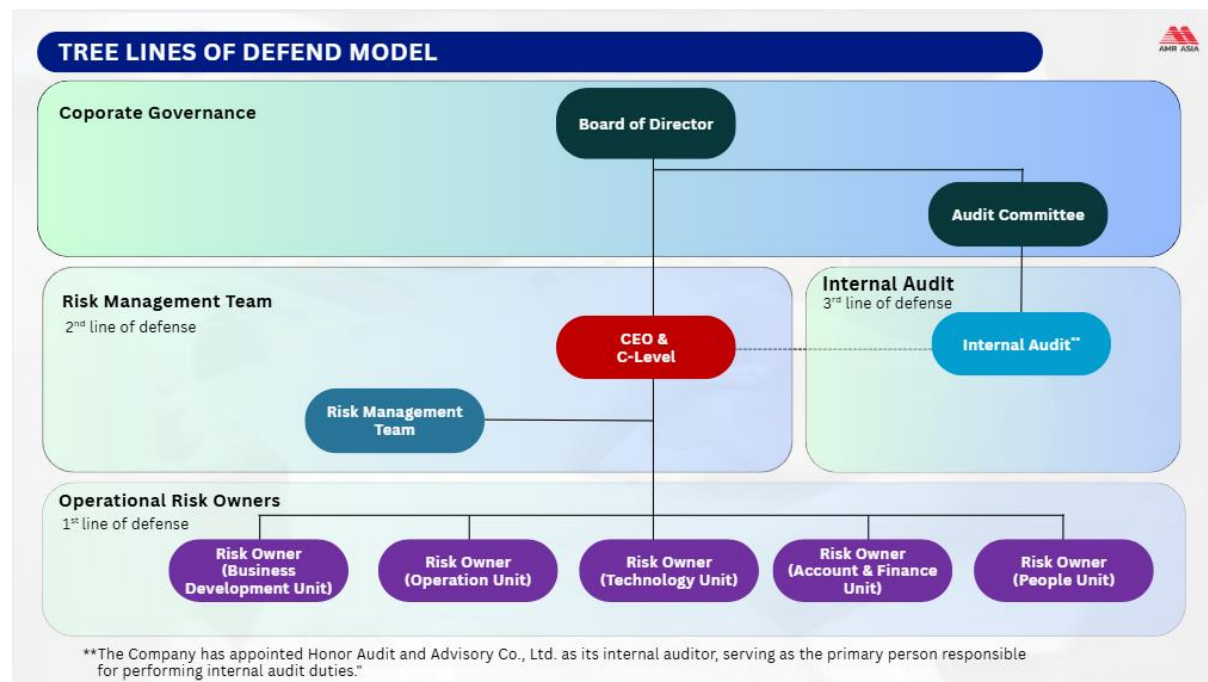 TREE LINES OF DEFEND MODEL
AMR ASIA
Coporate Governance
Board of Director
Audit Committee
Risk Management Team
2nd line of defense
CEO &
C-Level
Risk Management
Team
Internal Audit
3rd line of defense
Internal Audit**
Operational Risk Owners
1st line of defense
Risk Owner
(Business
Development Unit)
Risk Owner
(Operation Unit)
Risk Owner
(Technology Unit)
Risk Owner
(Account & Finance
Unit)
Risk Owner
(People Unit)
**The Company has appointed Honor Audit and Advisory Co., Ltd. as its internal auditor, serving as the primary person responsible
for performing internal audit duties."